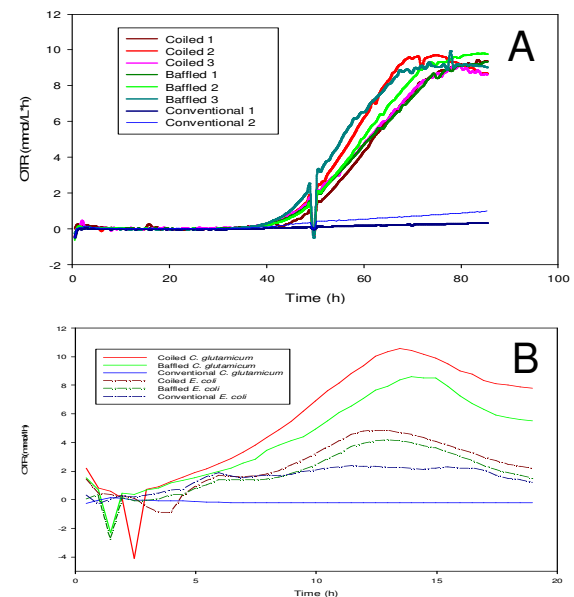 A
12
10
8
6
4
2
0
-2
OTR(mmol/L*h)
Coiled 1
Coiled 2
Coiled 3
Baffled 1
Baffled 2
Baffled 3
Conventional 1
Conventional 2
0 20 40 60 80 100
Time (h)
B
12
10
8
6
4
2
0
-2
-4
OTR(mmol/h)
Coiled C. glutamicum
Baffled C. glutamicum
Conventional C. glutamicum
Coiled E. coli
Baffled E. coli
Conventional E. coli
0 5 10 15 20
Time (h)